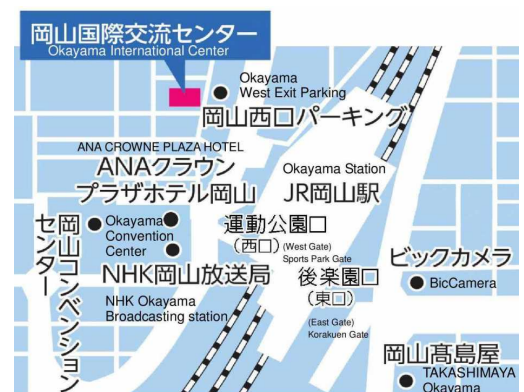 岡山国際交流センター
Okayama International Center
Okayama
West Exit Parking
岡山西口パーキング
ANA CROWNE PLAZA HOTEL
ANAクラウン
プラザホテル岡山
Okayama Station
JR岡山駅
岡山コンベンション
センター
Okayama
Convention
Center
運動公園口
(西口)
(West Gate)
Sports Park Gate
NHK岡山放送局
NHK Okayama
Broadcasting station
後楽園口
(東口)
(East Gate)
Korakuen Gate
ビックカメラ
BicCamera
岡山髙島屋
TAKASHIMAYA
Okayama